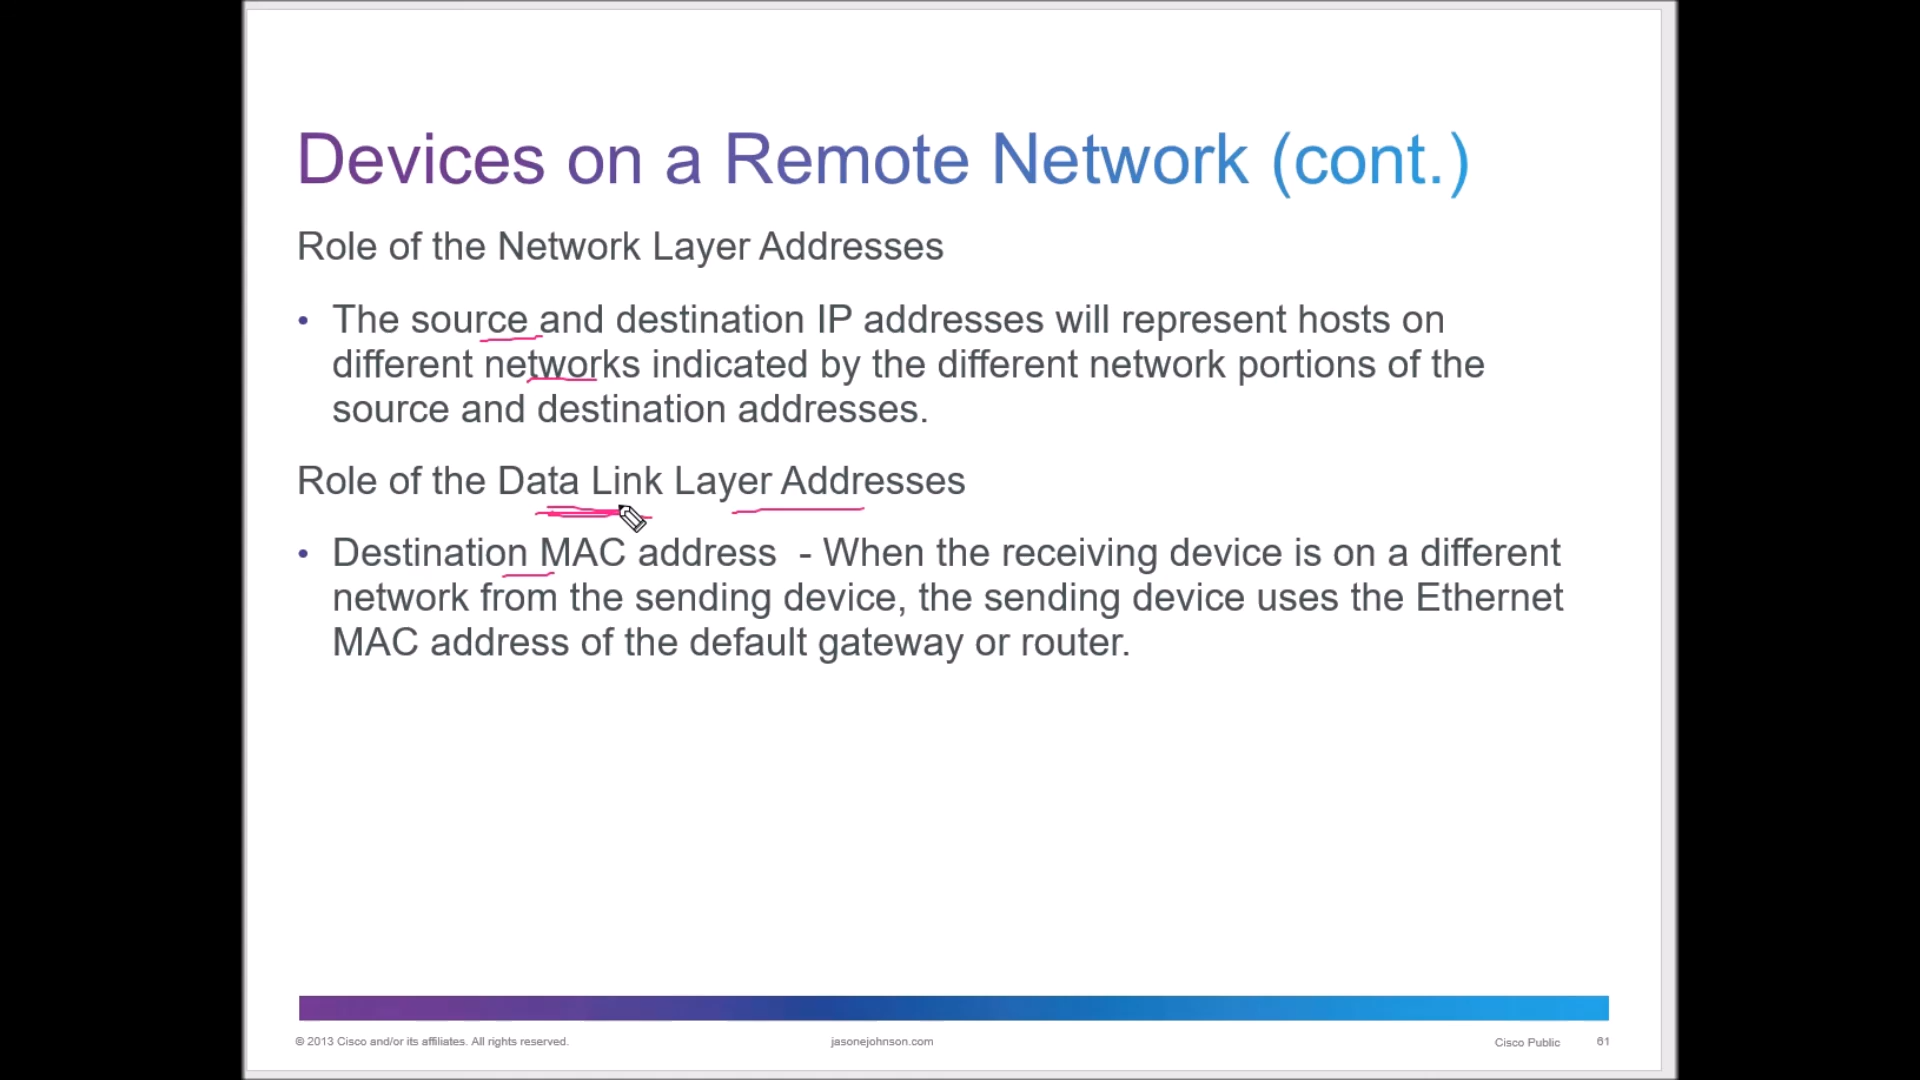 Devices on a Remote Network (cont.)
Role of the Network Layer Addresses
• The source and destination IP addresses will represent hosts on
different networks indicated by the different network portions of the
source and destination addresses.
Role of the Data Link Layer Addresses
• Destination MAC address - When the receiving device is on a different
network from the sending device, the sending device uses the Ethernet
MAC address of the default gateway or router.
© 2013 Cisco and/or its affiliates. All rights reserved. jasonejohnson.com Cisco Public 61